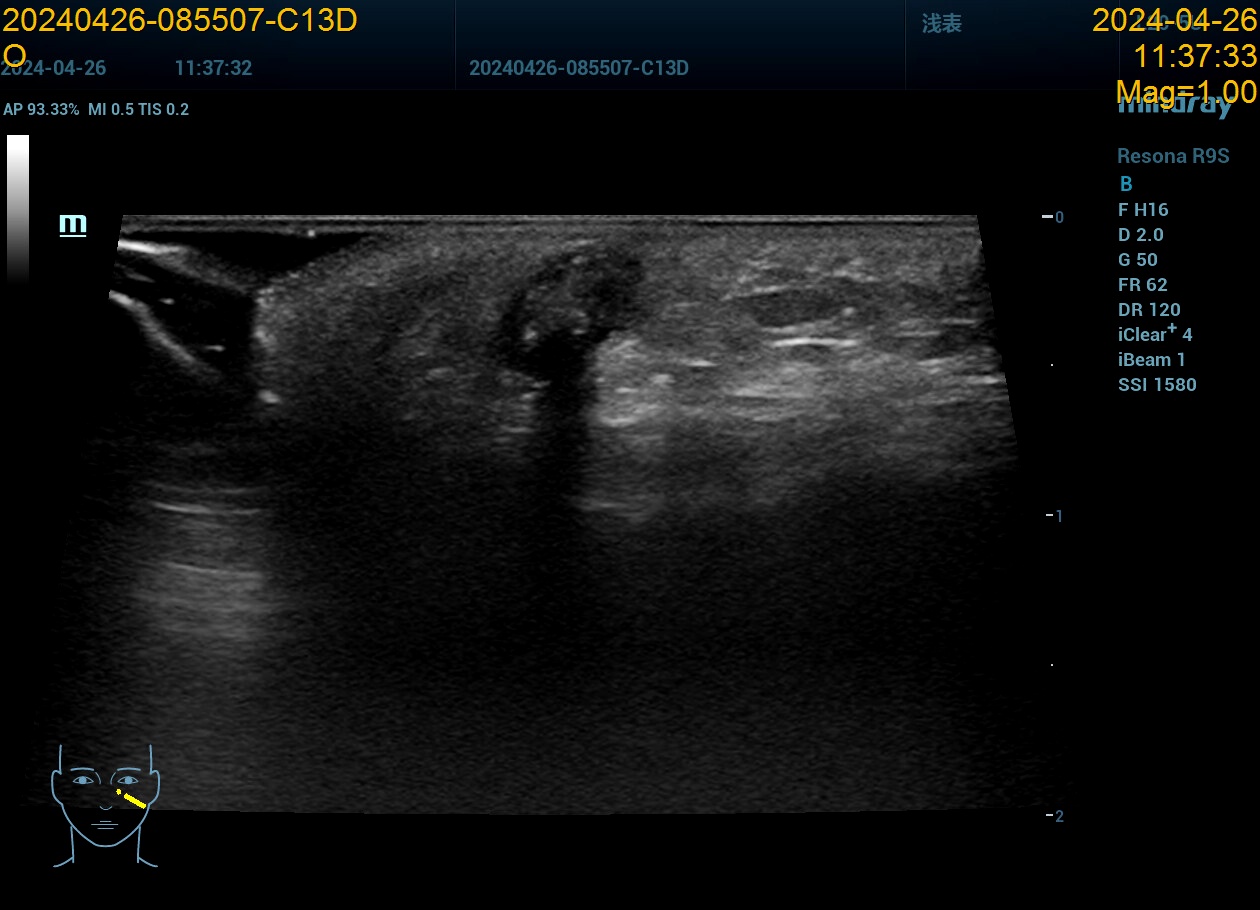 20240426-085507-C13D
O
2024-04-26 11:37:32 20240426-085507-C13D
浅表
2024-04-26
11:37:33
Mag=1.00
mindray
AP 93.33% MI 0.5 TIS 0.2
m
Resona R9S
B
F H16
D 2.0
G 50
FR 62
DR 120
iClear+ 4
iBeam 1
SSI 1580
0
1
2